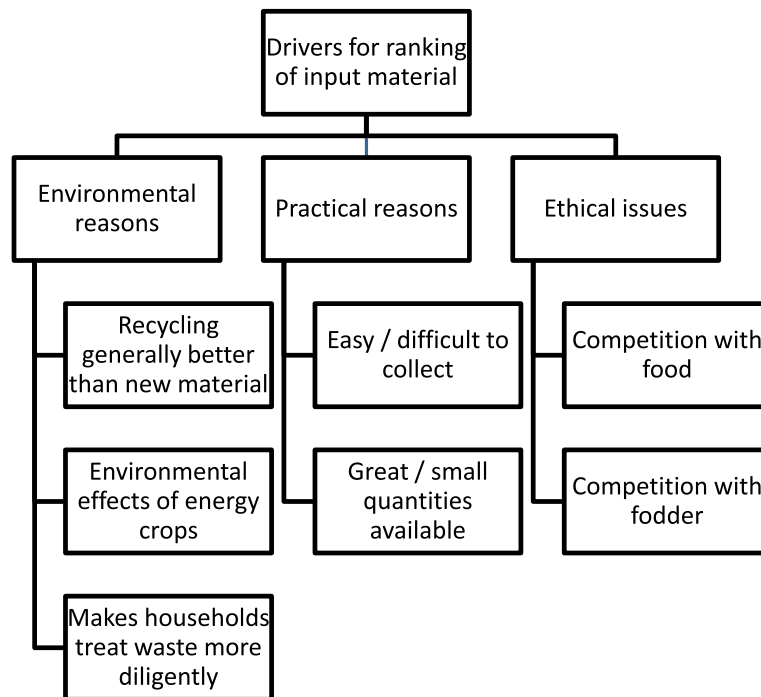 Drivers for ranking
of input material
Environmental
reasons
Practical reasons
Ethical issues
Recycling
generally better
than new material
Easy / difficult to
collect
Competition with
food
Environmental
effects of energy
crops
Great / small
quantities
available
Competition with
fodder
Makes households
treat waste more
diligently